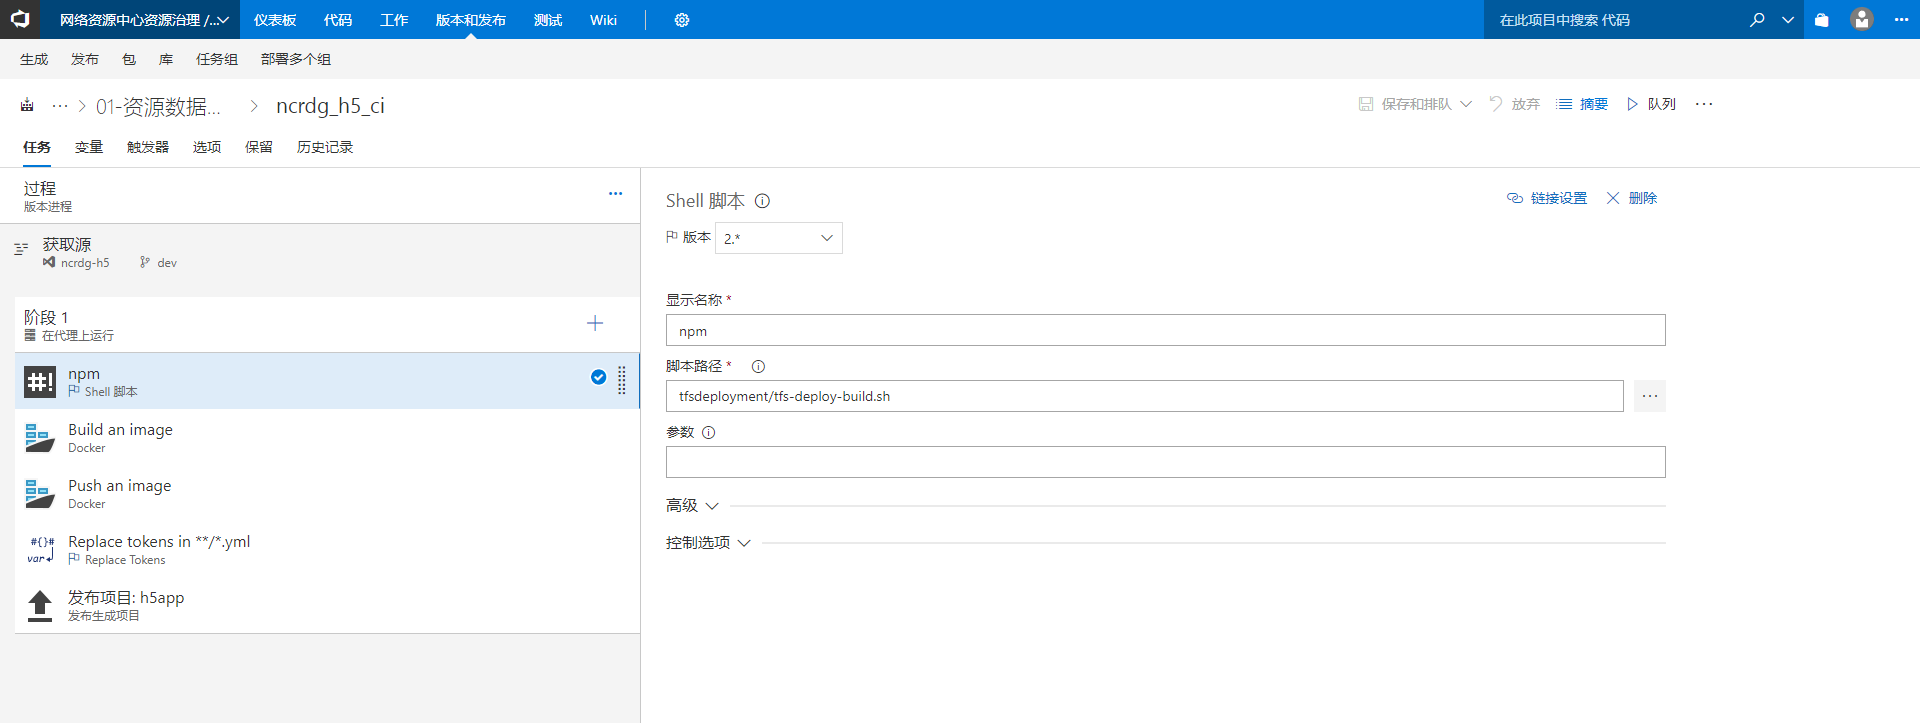 网络资源中心资源治理 /...
仪表板 代码 工作 版本和发布 测试 Wiki
在此项目中搜索 代码
生成 发布 包 库 任务组 部署多个组
··· > 01-资源数据... > ncrdg_h5_ci
保存和排队 放弃 摘要 队列 ···
任务 变量 触发器 选项 保留 历史记录
过程
版本进程
获取源
ncrdg-h5 dev
阶段 1
在代理上运行
npm
Shell 脚本
Build an image
Docker
Push an image
Docker
#{}#
var
Replace tokens in **/*.yml
Replace Tokens
发布项目: h5app
发布生成项目
Shell 脚本
链接设置 删除
版本 2.*
显示名称 *
npm
脚本路径 *
tfsdeployment/tfs-deploy-build.sh
参数
高级
控制选项